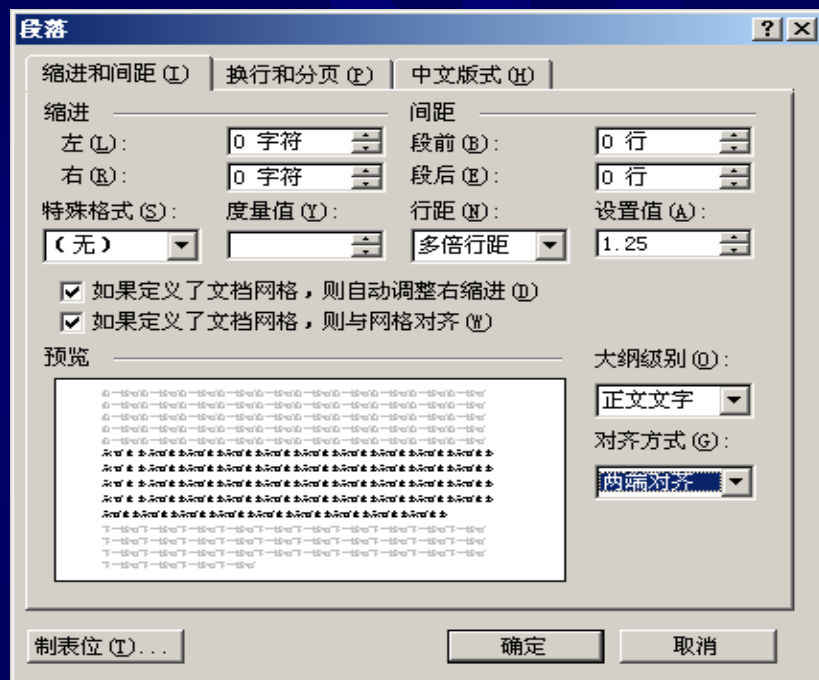 段落
缩进和间距(I) 换行和分页(P) 中文版式(H)
缩进 间距
左(L): 0 字符 段前(B): 0 行
右(R): 0 字符 段后(E): 0 行
特殊格式(S): 度量值(Y): 行距(N): 设置值(A):
(无) 多倍行距 1.25
如果定义了文档网格，则自动调整右缩进(D)
如果定义了文档网格，则与网格对齐(W)
预览 大纲级别(O):
正文文字
对齐方式(G):
两端对齐
制表位(T)... 确定 取消